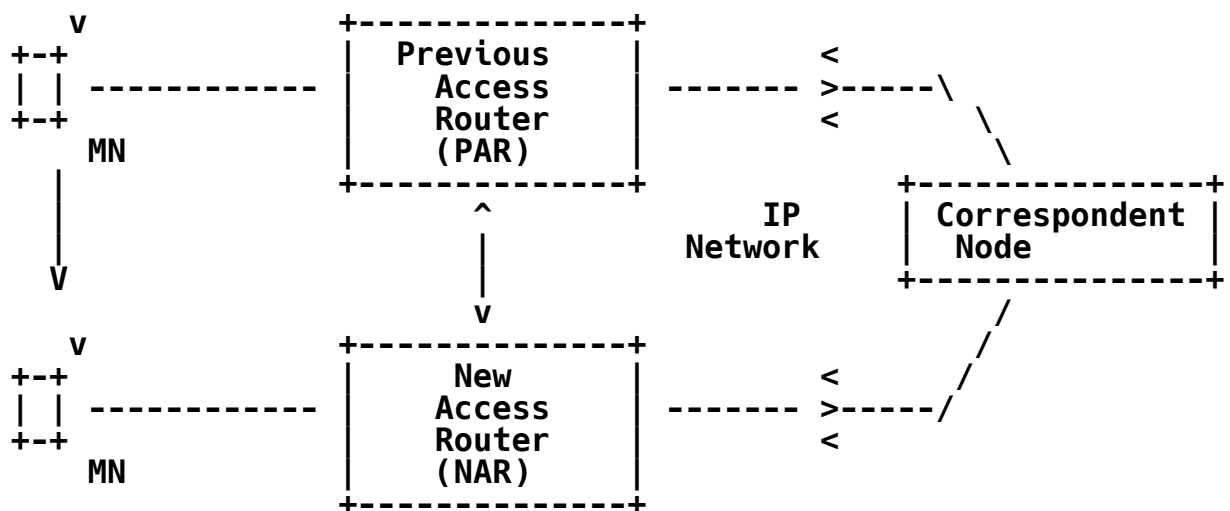 Previous
Access
Router
(PAR)
MN
IP
Network
Correspondent
Node
New
Access
Router
(NAR)
MN